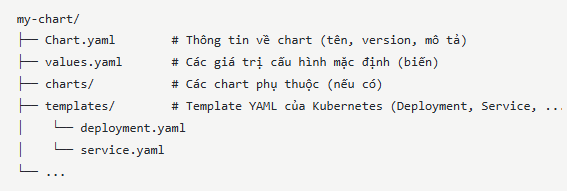 my-chart/
├── Chart.yaml        # Thông tin về chart (tên, version, mô tả)
├── values.yaml       # Các giá trị cấu hình mặc định (biến)
├── charts/           # Các chart phụ thuộc (nếu có)
├── templates/        # Template YAML của Kubernetes (Deployment, Service, ...
│    └── deployment.yaml
│    └── service.yaml
└── ...